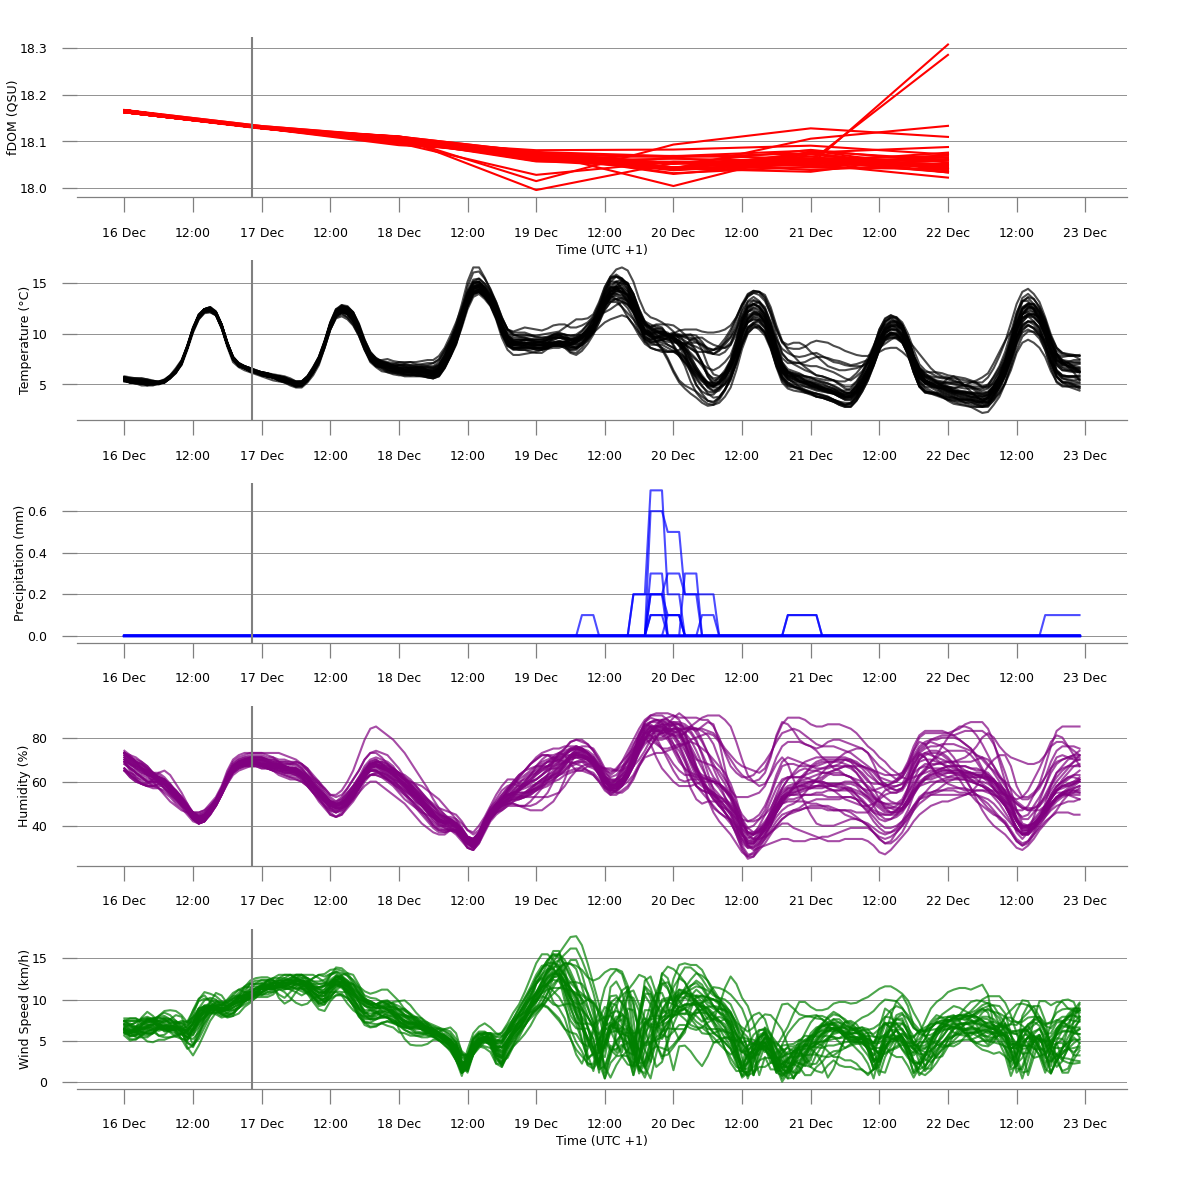 fDOM (QSU)
18.3
18.2
18.1
18.0
16 Dec 12:00 17 Dec 12:00 18 Dec 12:00 19 Dec 12:00 20 Dec 12:00 21 Dec 12:00 22 Dec 12:00 23 Dec
Time (UTC +1)
Temperature (°C)
15
10
5
16 Dec 12:00 17 Dec 12:00 18 Dec 12:00 19 Dec 12:00 20 Dec 12:00 21 Dec 12:00 22 Dec 12:00 23 Dec
Precipitation (mm)
0.6
0.4
0.2
0.0
16 Dec 12:00 17 Dec 12:00 18 Dec 12:00 19 Dec 12:00 20 Dec 12:00 21 Dec 12:00 22 Dec 12:00 23 Dec
Humidity (%)
80
60
40
16 Dec 12:00 17 Dec 12:00 18 Dec 12:00 19 Dec 12:00 20 Dec 12:00 21 Dec 12:00 22 Dec 12:00 23 Dec
Wind Speed (km/h)
15
10
5
0
16 Dec 12:00 17 Dec 12:00 18 Dec 12:00 19 Dec 12:00 20 Dec 12:00 21 Dec 12:00 22 Dec 12:00 23 Dec
Time (UTC +1)